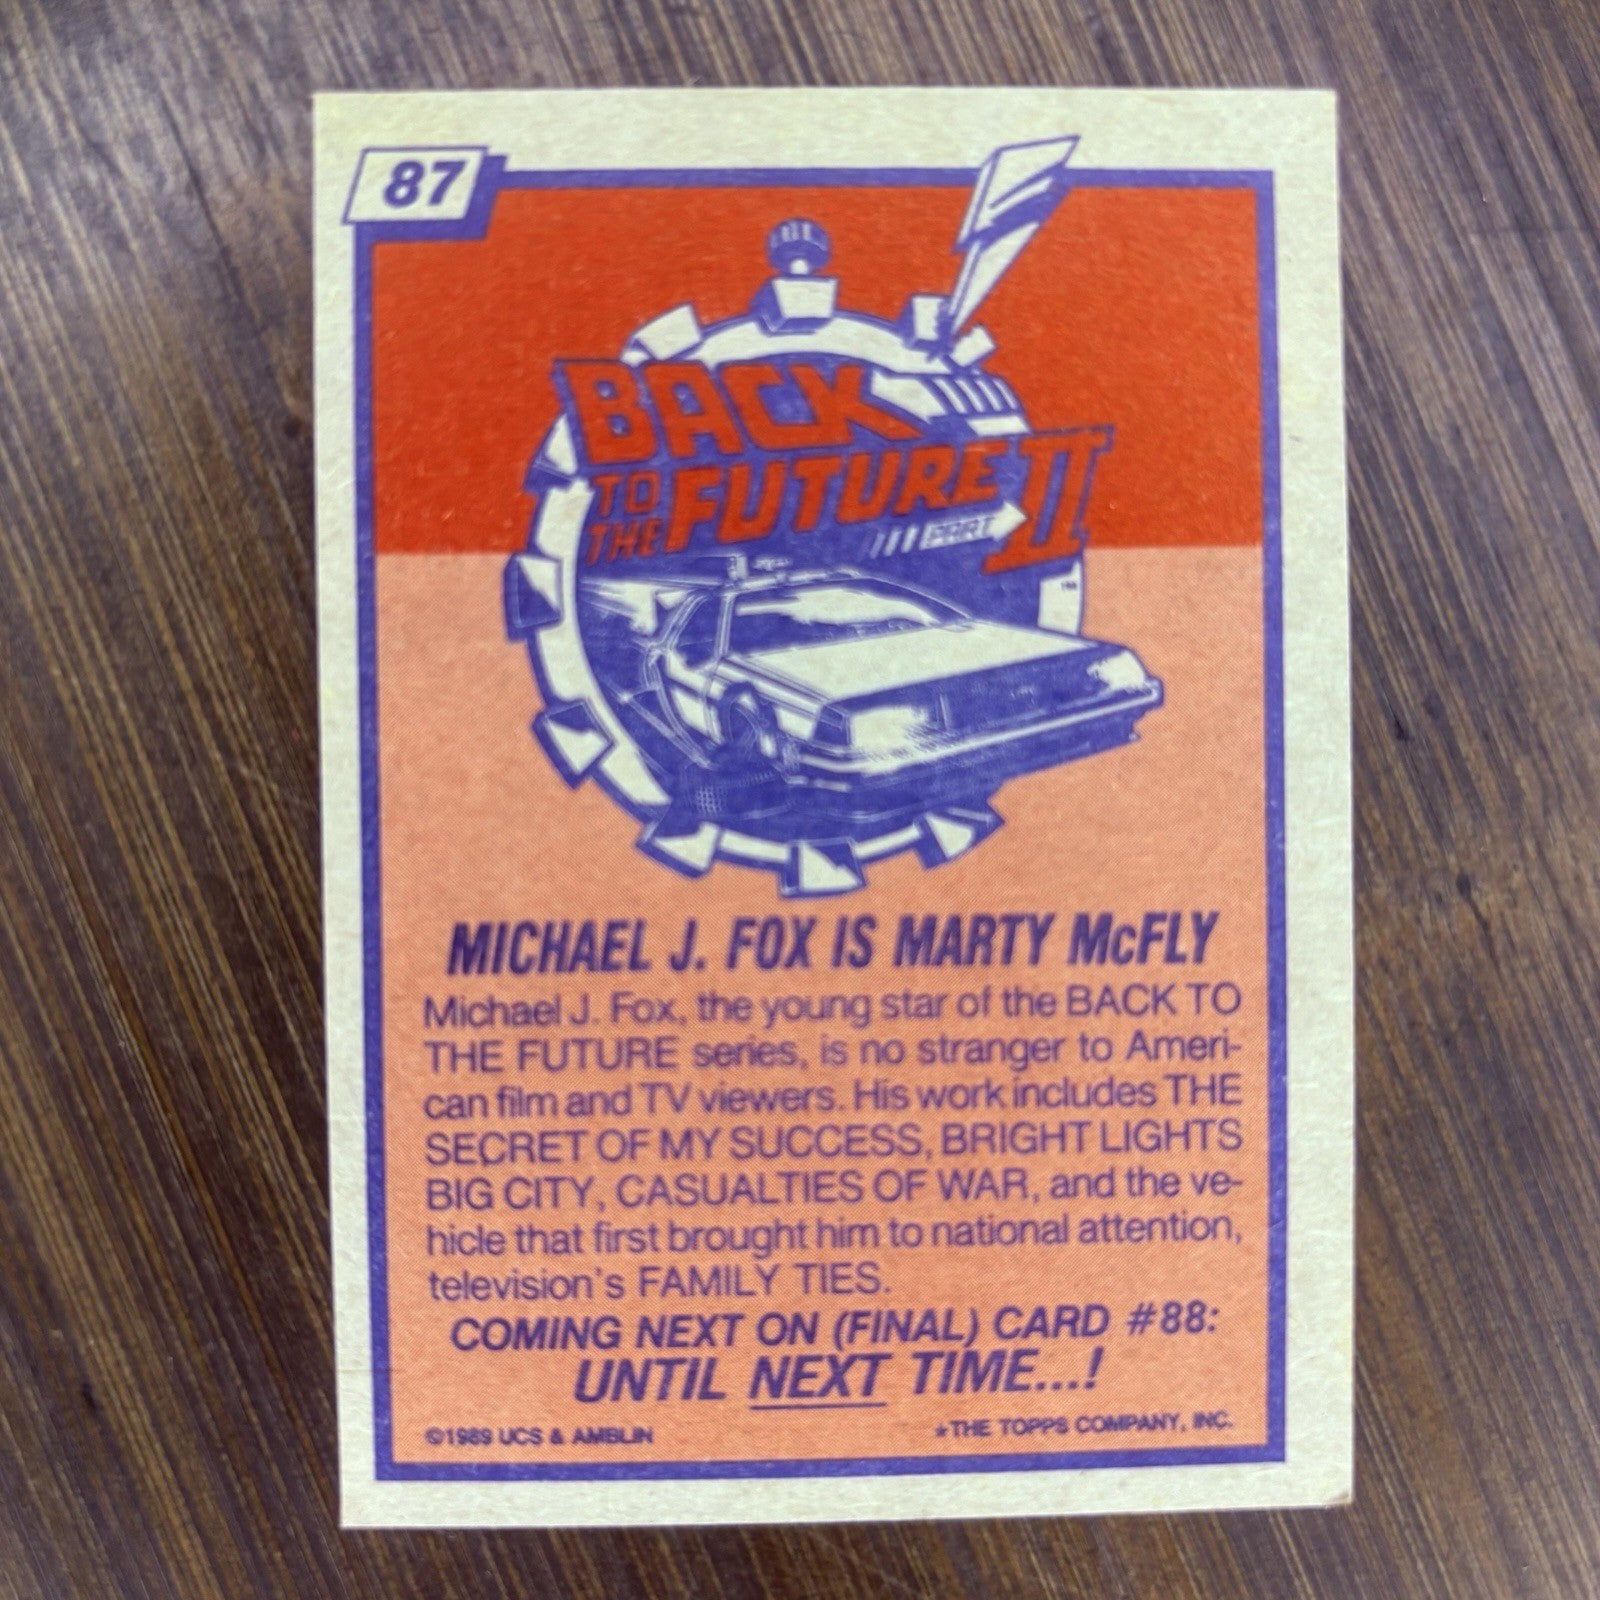 87
BACK
TO
THE FUTURE II
PART
TM
MICHAEL J. FOX IS MARTY McFLY
Michael J. Fox, the young star of the BACK TO
THE FUTURE series, is no stranger to Ameri-
can film and TV viewers. His work includes THE
SECRET OF MY SUCCESS, BRIGHT LIGHTS
BIG CITY, CASUALTIES OF WAR, and the ve-
hicle that first brought him to national attention,
television's FAMILY TIES.
COMING NEXT ON (FINAL) CARD #88:
UNTIL NEXT TIME...!
©1989 UCS & AMBLIN
★THE TOPPS COMPANY, INC.